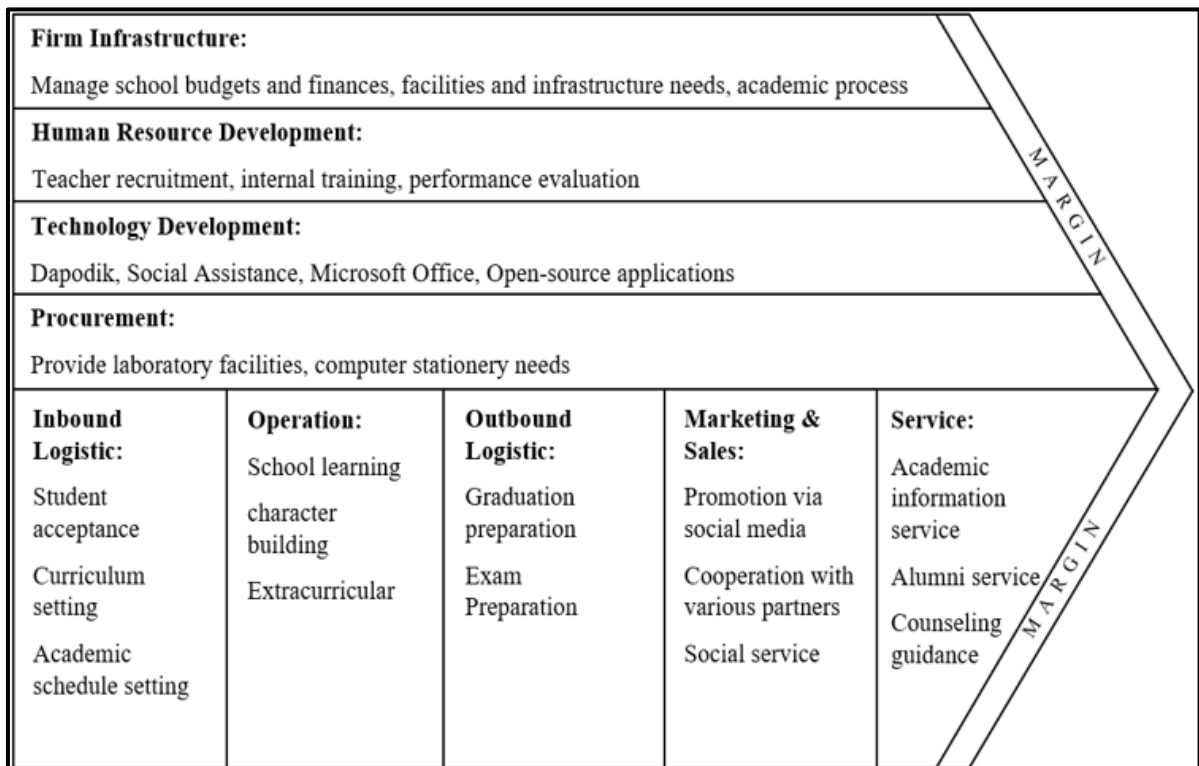 Firm Infrastructure:
Manage school budgets and finances, facilities and infrastructure needs, academic process
Human Resource Development:
Teacher recruitment, internal training, performance evaluation
Technology Development:
Dapodik, Social Assistance, Microsoft Office, Open-source applications
Procurement:
Provide laboratory facilities, computer stationery needs
MARGIN
Inbound
Logistic:
Student
acceptance
Curriculum
setting
Academic
schedule setting
Operation:
School learning
character
building
Extracurricular
Outbound
Logistic:
Graduation
preparation
Exam
Preparation
Marketing &
Sales:
Promotion via
social media
Cooperation with
various partners
Social service
Service:
Academic
information
service
Alumni service
Counseling
guidance
MARGIN